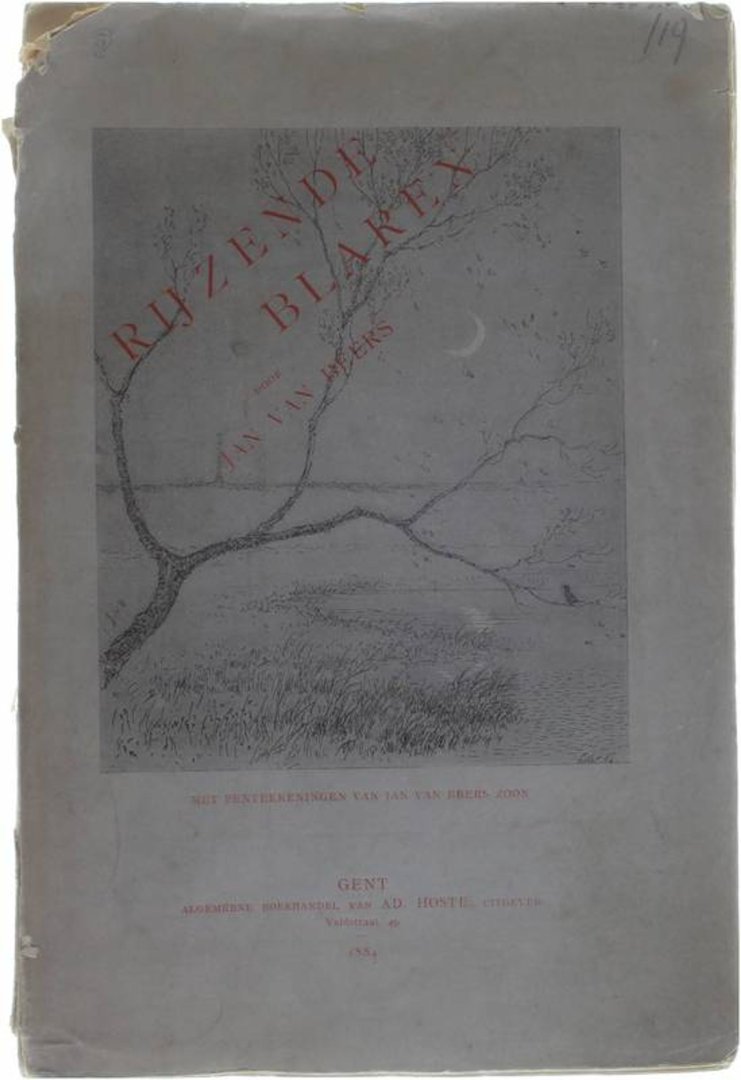 119
RIJZENDE
BLAREN
DOOR
JAN VAN BEERS
MET PENTEEKENINGEN VAN JAN VAN BEERS ZOON
GENT
ALGEMEENE BOEKHANDEL VAN AD. HOSTE, UITGEVER
Veldstraat 49
1884